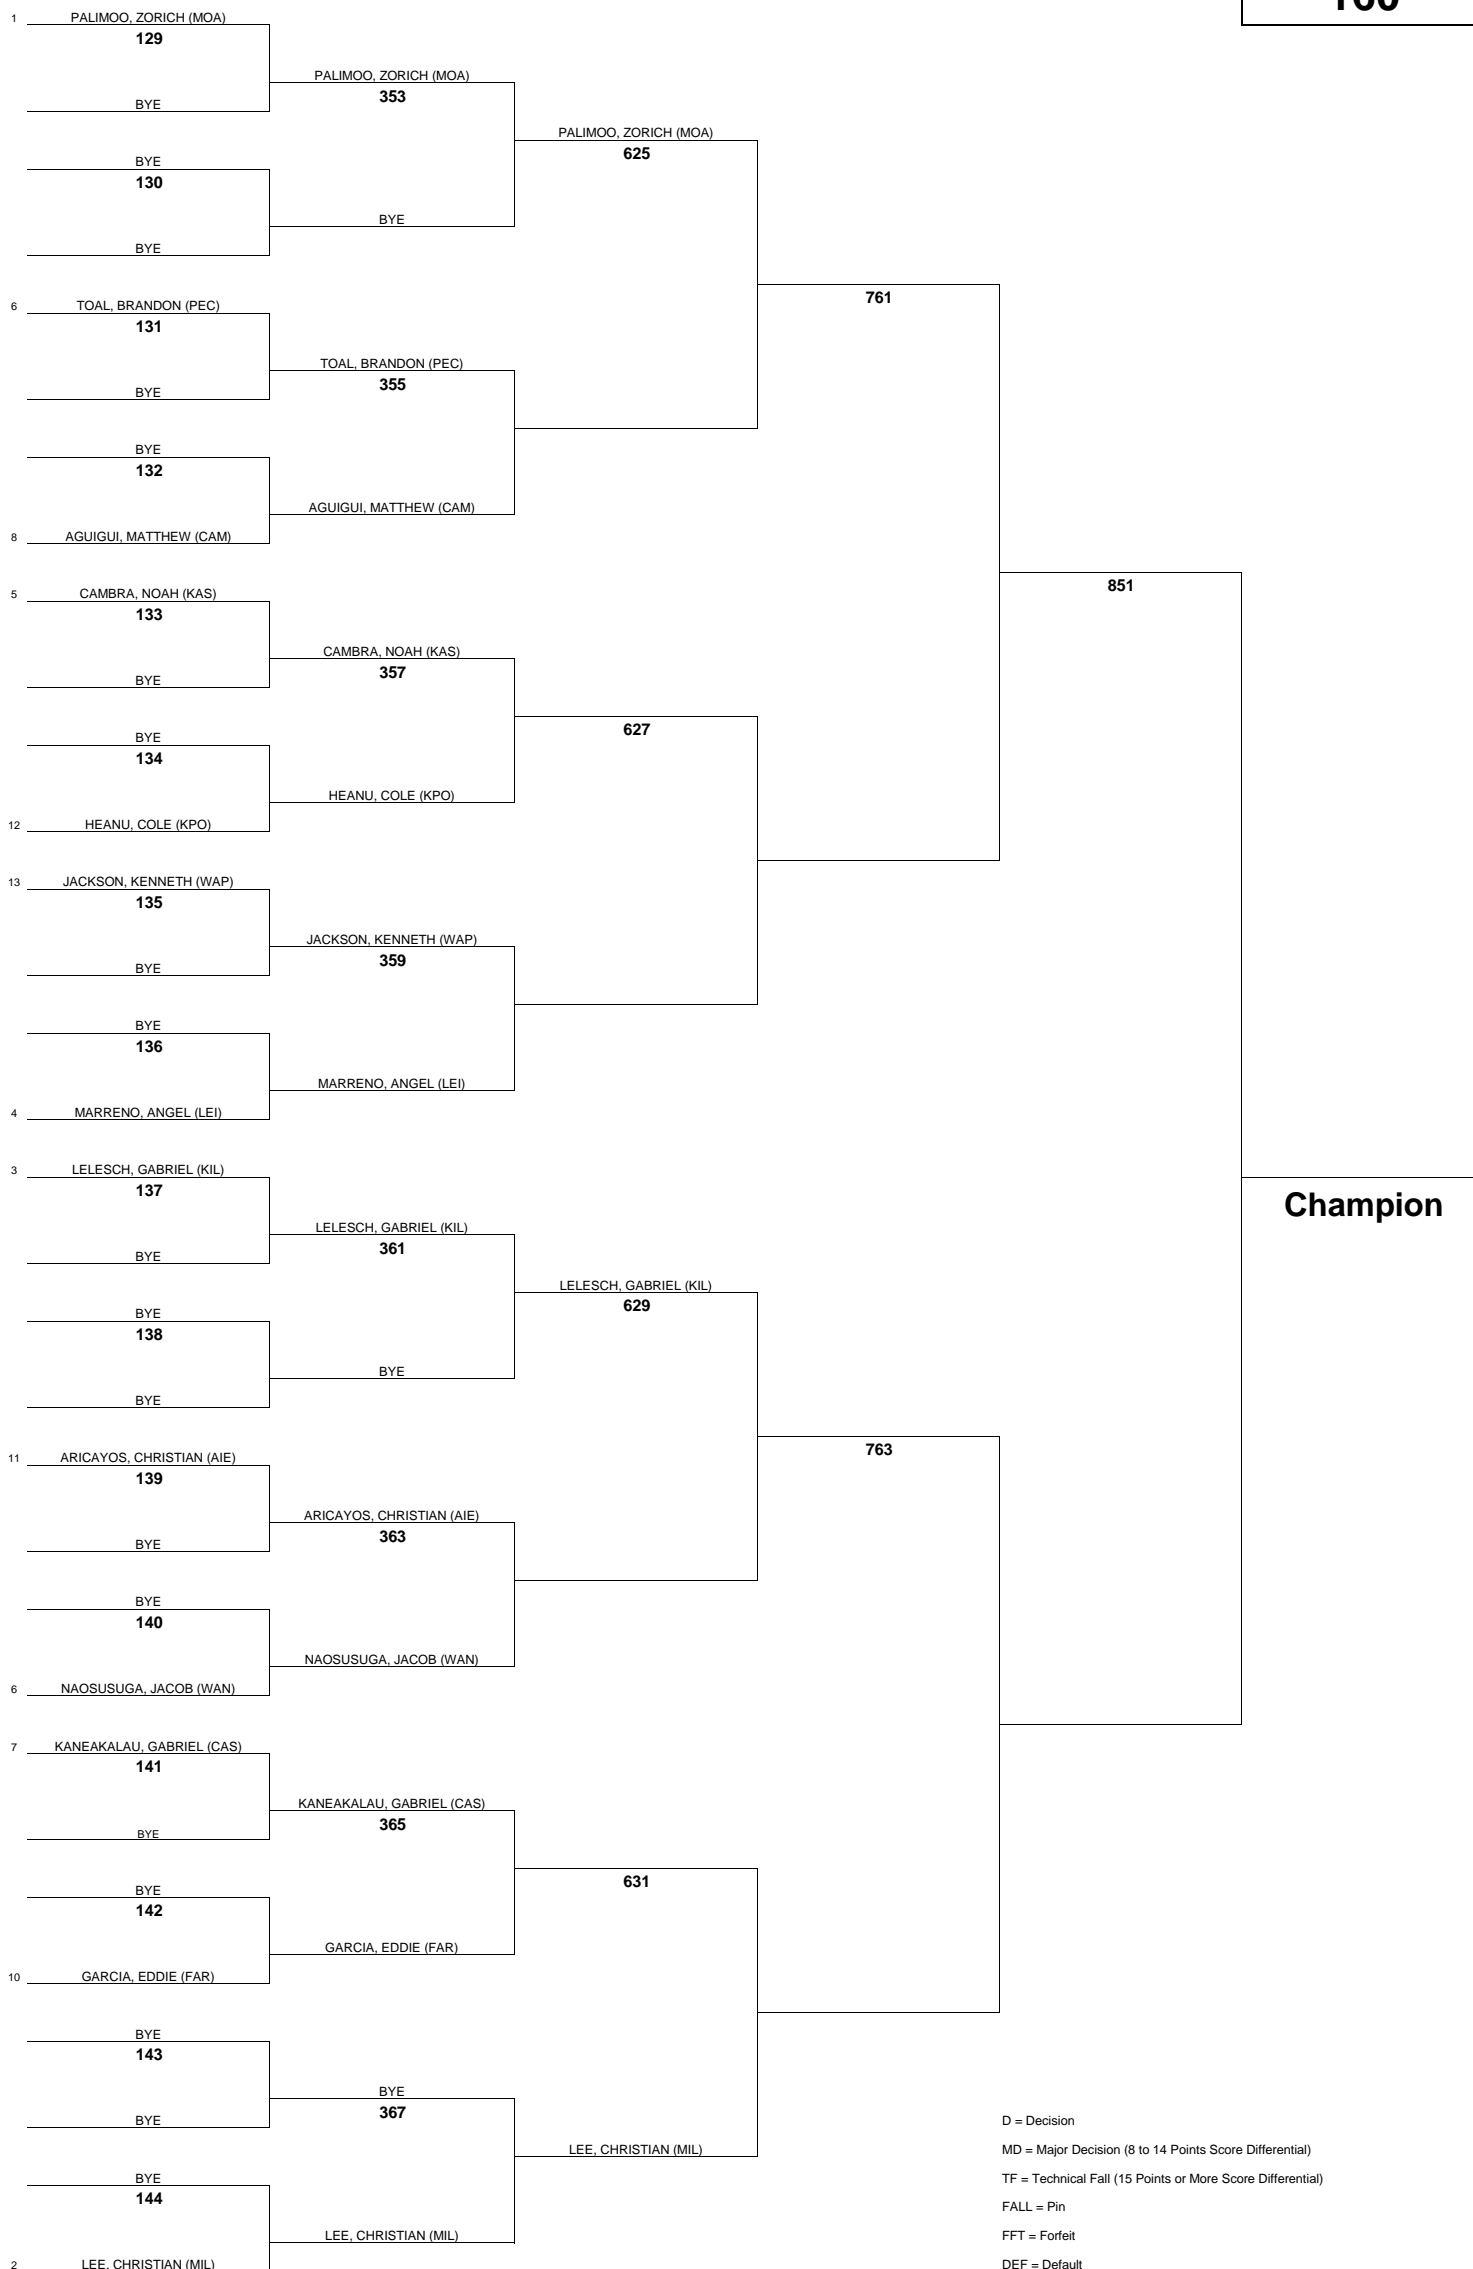 160
1 PALIMOO, ZORICH (MOA)
129
BYE
PALIMOO, ZORICH (MOA)
353
PALIMOO, ZORICH (MOA)
625
BYE
130
BYE
BYE
6 TOAL, BRANDON (PEC)
131
BYE
TOAL, BRANDON (PEC)
355
761
BYE
132
AGUIGUI, MATTHEW (CAM)
8 AGUIGUI, MATTHEW (CAM)
5 CAMBRA, NOAH (KAS)
133
BYE
CAMBRA, NOAH (KAS)
357
851
BYE
134
627
HEANU, COLE (KPO)
12 HEANU, COLE (KPO)
13 JACKSON, KENNETH (WAP)
135
BYE
JACKSON, KENNETH (WAP)
359
BYE
136
MARRENO, ANGEL (LEI)
4 MARRENO, ANGEL (LEI)
3 LELESCH, GABRIEL (KIL)
137
Champion
BYE
LELESCH, GABRIEL (KIL)
361
LELESCH, GABRIEL (KIL)
629
BYE
138
BYE
BYE
11 ARICAYOS, CHRISTIAN (AIE)
139
763
BYE
ARICAYOS, CHRISTIAN (AIE)
363
BYE
140
NAOSUSUGA, JACOB (WAN)
6 NAOSUSUGA, JACOB (WAN)
7 KANEAKALAU, GABRIEL (CAS)
141
BYE
KANEAKALAU, GABRIEL (CAS)
365
631
BYE
142
GARCIA, EDDIE (FAR)
10 GARCIA, EDDIE (FAR)
BYE
143
BYE
BYE
367
LEE, CHRISTIAN (MIL)
BYE
144
LEE, CHRISTIAN (MIL)
2 LEE, CHRISTIAN (MIL)
D = Decision
MD = Major Decision (8 to 14 Points Score Differential)
TF = Technical Fall (15 Points or More Score Differential)
FALL = Pin
FFT = Forfeit
DEF = Default